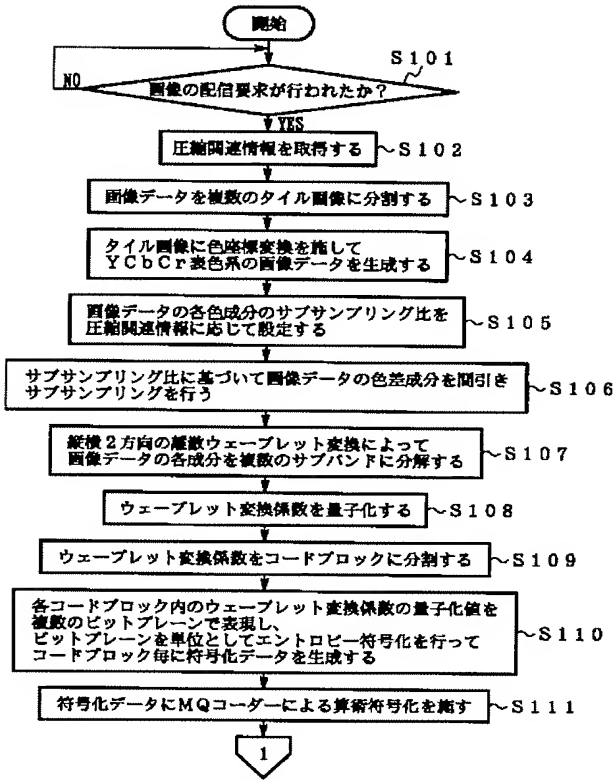 開始
S101
NO
画像の配信要求が行われたか？
YES
圧縮関連情報を取得する
S102
画像データを複数のタイル画像に分割する
S103
タイル画像に色座標変換を施して
YCbCr表色系の画像データを生成する
S104
画像データの各色成分のサブサンプリング比を
圧縮関連情報に応じて設定する
S105
サブサンプリング比に基づいて画像データの色差成分を間引き
サブサンプリングを行う
S106
縦横2方向の離散ウェーブレット変換によって
画像データの各成分を複数のサブバンドに分解する
S107
ウェーブレット変換係数を量子化する
S108
ウェーブレット変換係数をコードブロックに分割する
S109
各コードブロック内のウェーブレット変換係数の量子化値を
複数のビットプレーンで表現し、
ビットプレーンを単位としてエントロピー符号化を行って
コードブロック毎に符号化データを生成する
S110
符号化データにMQコーダーによる算術符号化を施す
S111
1